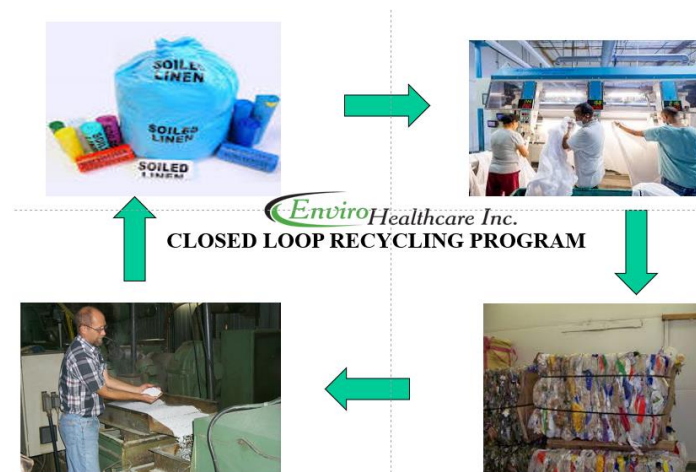 SOILED
LINEN
SOILED
LINEN
SOILED
LINEN
EnviroHealthcare Inc.
CLOSED LOOP RECYCLING PROGRAM